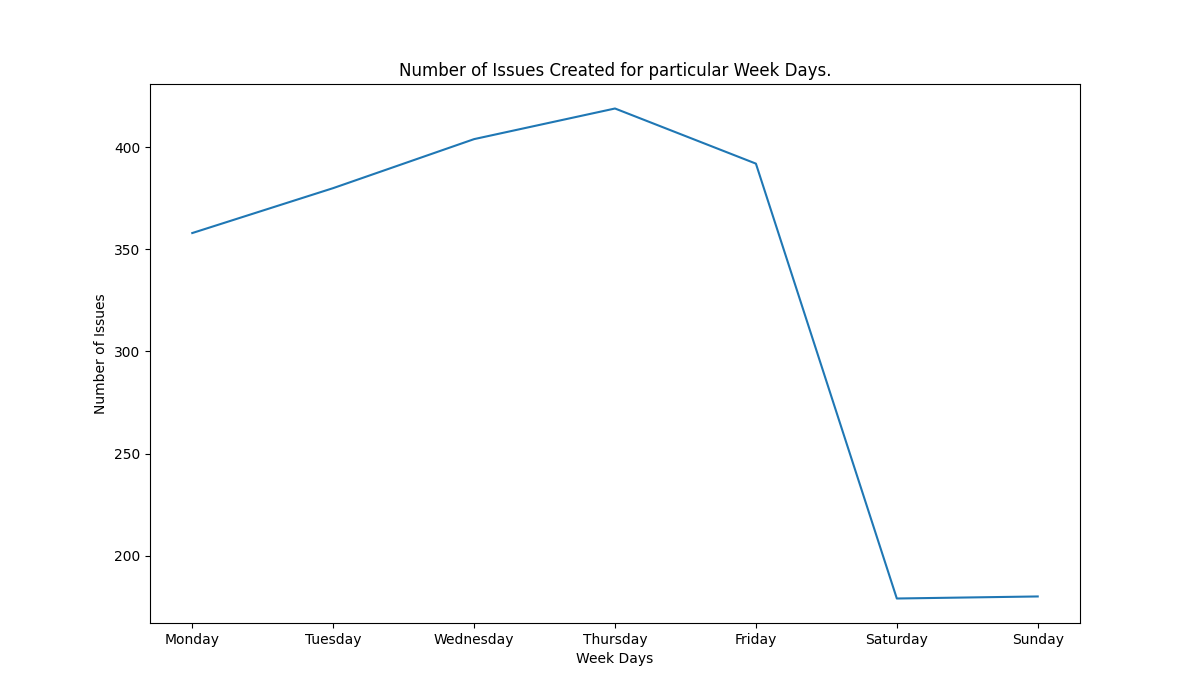 Number of Issues Created for particular Week Days.
Number of Issues
400
350
300
250
200
Monday Tuesday Wednesday Thursday Friday Saturday Sunday
Week Days